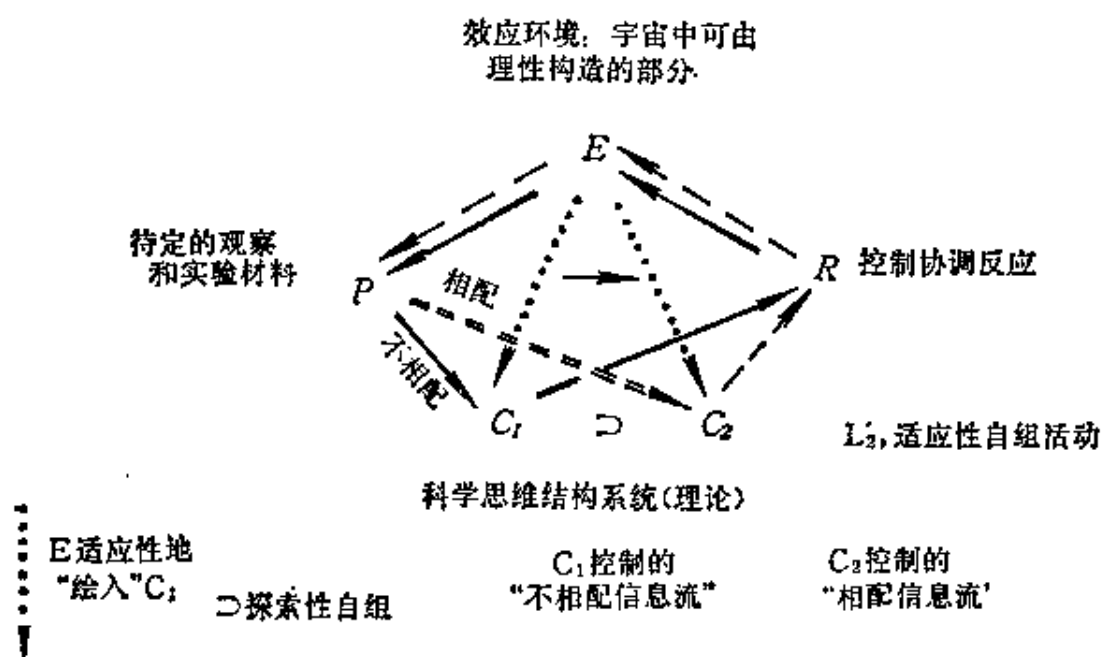 效应环境：宇宙中可由
理性构造的部分.
E
待定的观察
和实验材料
P
相配
不相配
R 控制协调反应
C₁ ⊃ C₂
L′₂,适应性自组活动
科学思维结构系统(理论)
E适应性地
“绘入”Cᵢ
⊃探索性自组
C₁控制的
“不相配信息流”
C₂控制的
“相配信息流’